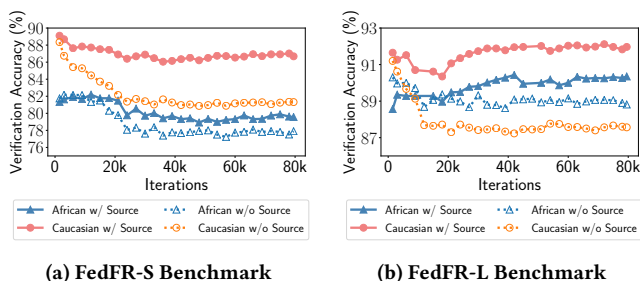 Verification Accuracy (%)
90
88
86
84
82
80
78
76
0
20k
40k
60k
80k
Iterations
African w/ Source
African w/o Source
Caucasian w/ Source
Caucasian w/o Source
(a) FedFR-S Benchmark
Verification Accuracy (%)
93
91
89
87
0
20k
40k
60k
80k
Iterations
African w/ Source
African w/o Source
Caucasian w/ Source
Caucasian w/o Source
(b) FedFR-L Benchmark